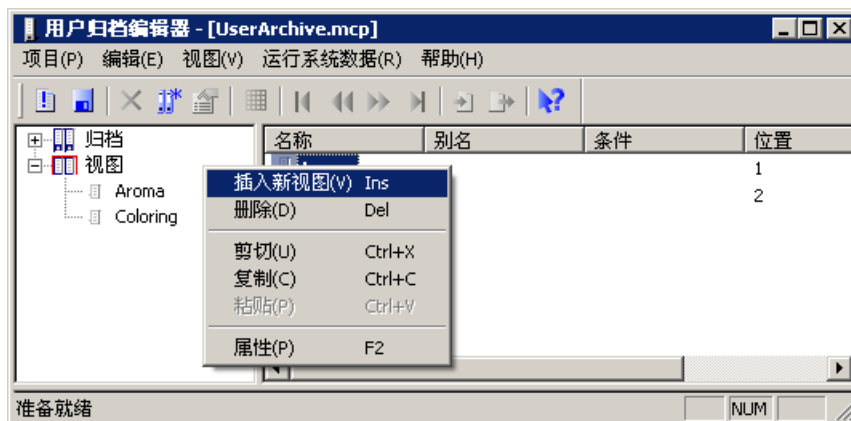 用户归档编辑器 - [UserArchive.mcp]
项目(P) 编辑(E) 视图(V) 运行系统数据(R) 帮助(H)
归档
视图
Aroma
Coloring
名称 别名 条件 位置
1
2
插入新视图(V) Ins
删除(D) Del
剪切(U) Ctrl+X
复制(C) Ctrl+C
粘贴(P) Ctrl+V
属性(P) F2
准备就绪 NUM